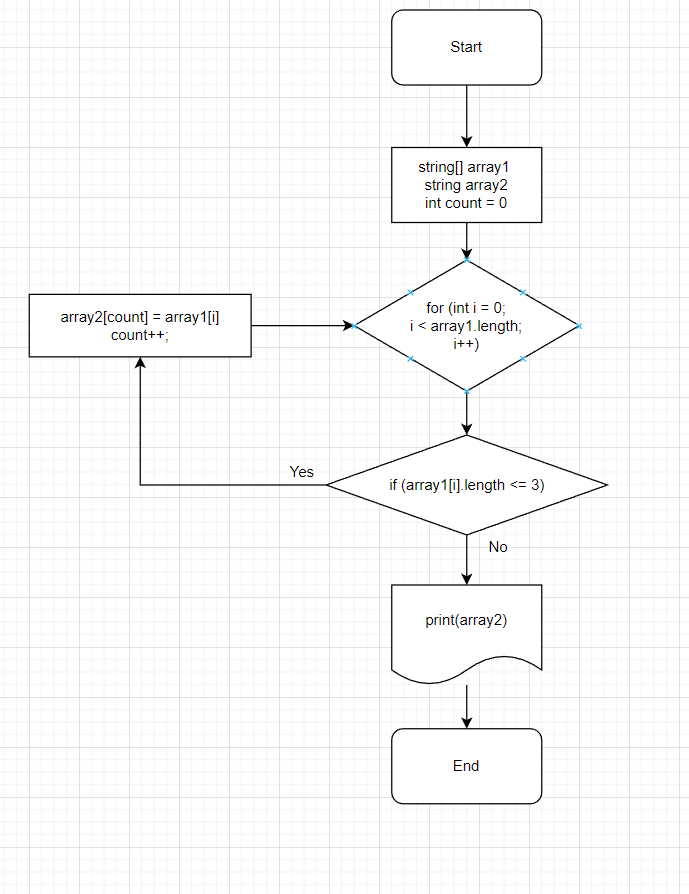 Start
string[] array1
string array2
int count = 0
for (int i = 0;
i < array1.length;
i++)
array2[count] = array1[i]
count++;
if (array1[i].length <= 3)
Yes
No
print(array2)
End